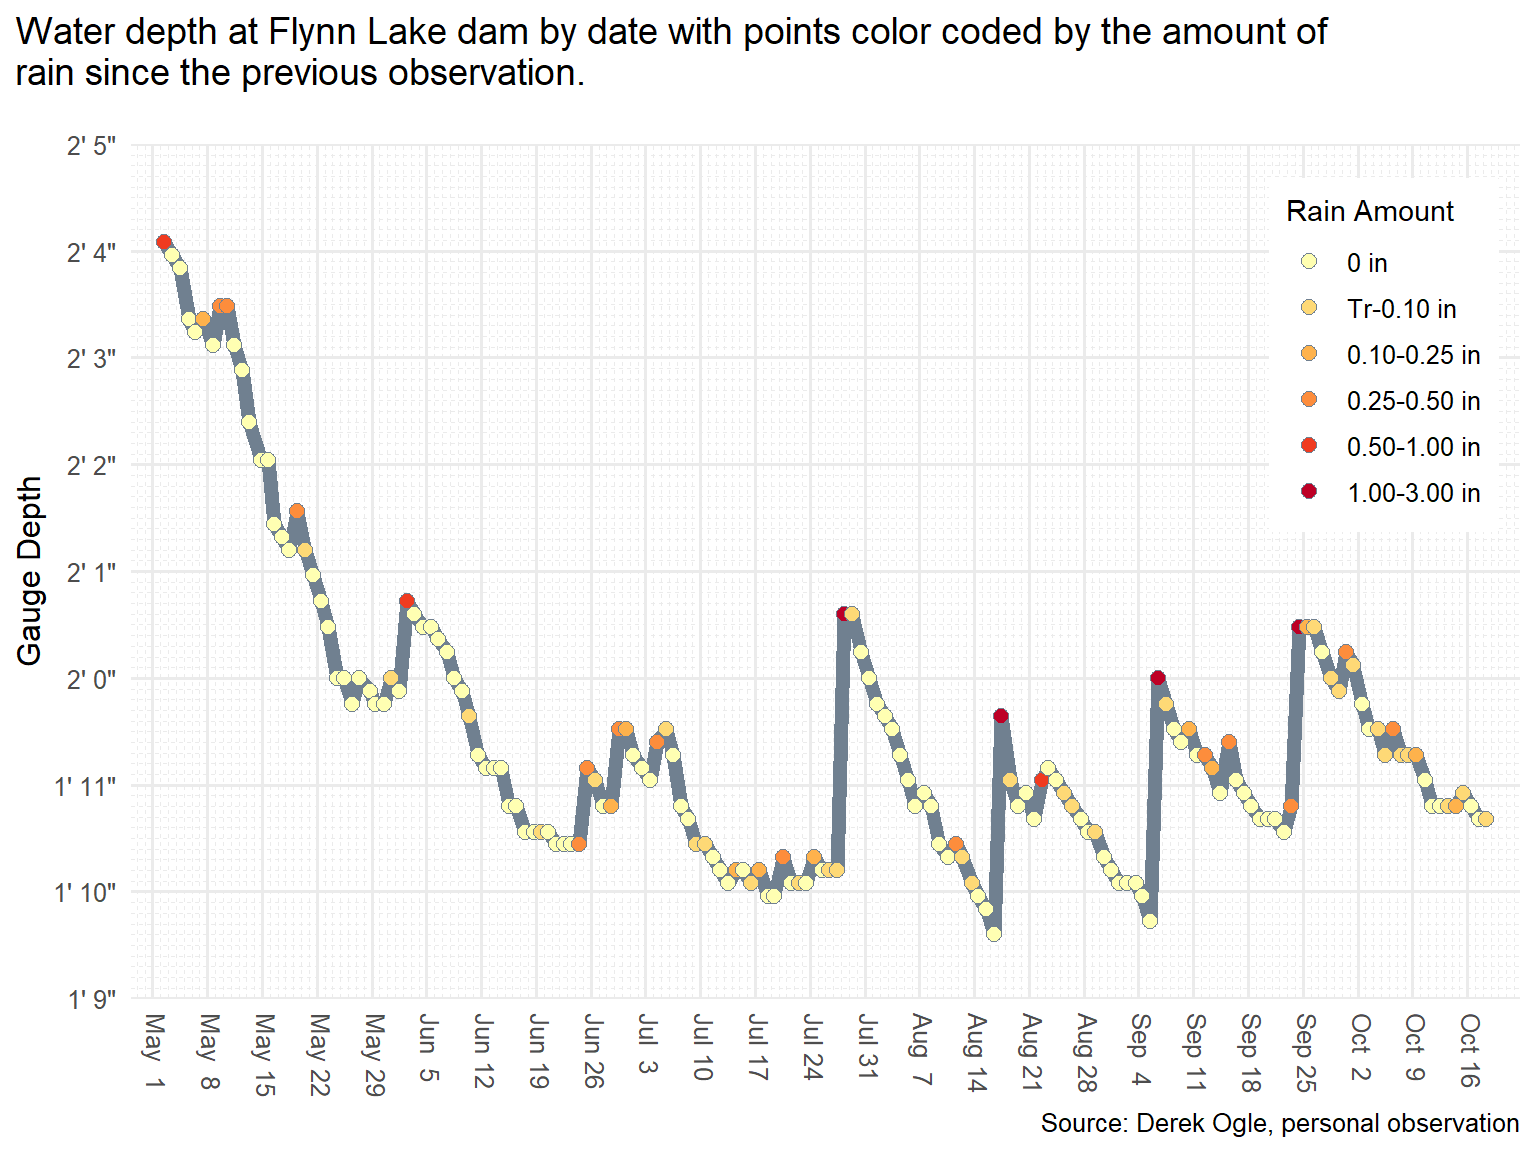 Water depth at Flynn Lake dam by date with points color coded by the amount of
rain since the previous observation.
2' 5"
2' 4"
2' 3"
2' 2"
2' 1"
2' 0"
1' 11"
1' 10"
1' 9"
Gauge Depth
Rain Amount
0 in
Tr-0.10 in
0.10-0.25 in
0.25-0.50 in
0.50-1.00 in
1.00-3.00 in
May 1
May 8
May 15
May 22
May 29
Jun 5
Jun 12
Jun 19
Jun 26
Jul 3
Jul 10
Jul 17
Jul 24
Jul 31
Aug 7
Aug 14
Aug 21
Aug 28
Sep 4
Sep 11
Sep 18
Sep 25
Oct 2
Oct 9
Oct 16
Source: Derek Ogle, personal observation